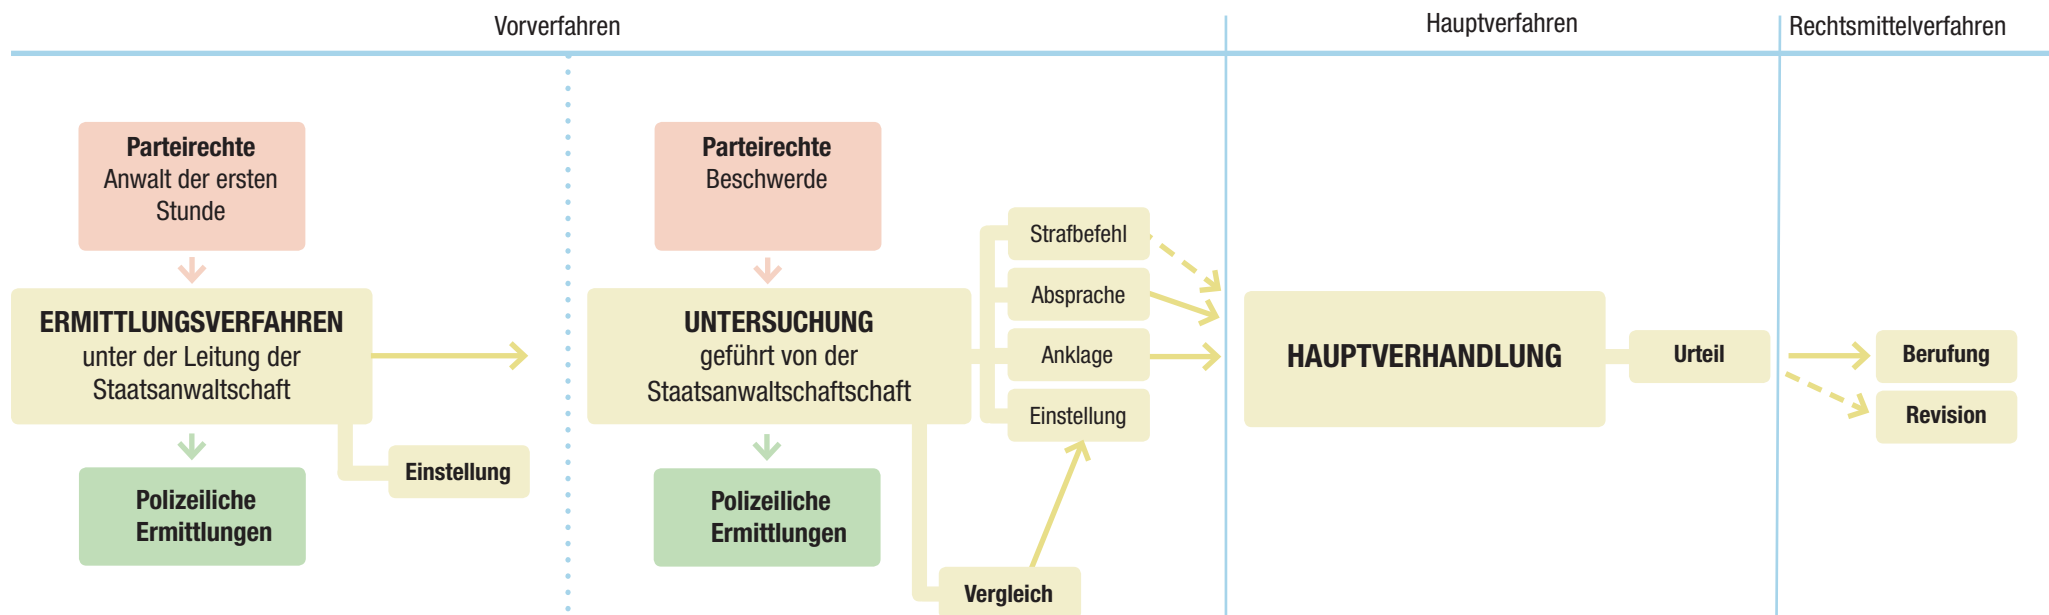 Vorverfahren
Hauptverfahren
Rechtsmittelverfahren
Parteirechte
Anwalt der ersten
Stunde
ERMITTLUNGSVERFAHREN
unter der Leitung der
Staatsanwaltschaft
Einstellung
Polizeiliche
Ermittlungen
Parteirechte
Beschwerde
UNTERSUCHUNG
geführt von der
Staatsanwaltschaftschaft
Polizeiliche
Ermittlungen
Strafbefehl
Absprache
Anklage
Einstellung
Vergleich
HAUPTVERHANDLUNG
Urteil
Berufung
Revision